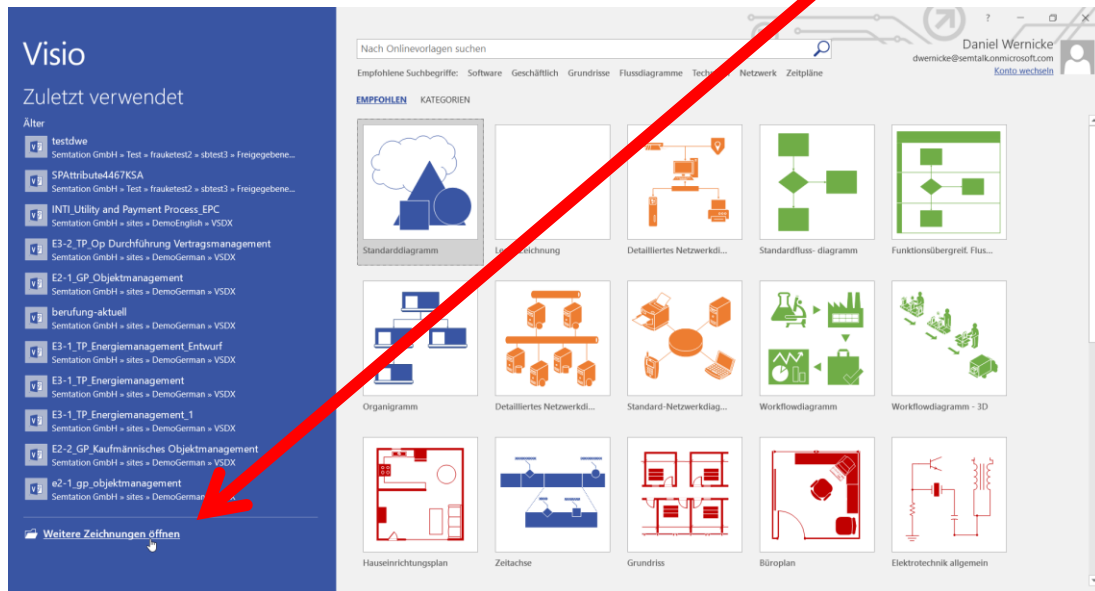 Visio
Zuletzt verwendet
Älter
testdwe
Semtation GmbH » Test » frauketest2 » sbtest3 » Freigegebene...
SPAttribute4467KSA
Semtation GmbH » Test » frauketest2 » sbtest3 » Freigegebene...
INTI_Utility and Payment Process_EPC
Semtation GmbH » sites » DemoEnglish » VSDX
E3-2_TP_Op Durchführung Vertragsmanagement
Semtation GmbH » sites » DemoGerman » VSDX
E2-1_GP_Objektmanagement
Semtation GmbH » sites » DemoGerman » VSDX
berufung-aktuell
Semtation GmbH » sites » DemoGerman » VSDX
E3-1_TP_Energiemanagement_Entwurf
Semtation GmbH » sites » DemoGerman » VSDX
E3-1_TP_Energiemanagement
Semtation GmbH » sites » DemoGerman » VSDX
E3-1_TP_Energiemanagement_1
Semtation GmbH » sites » DemoGerman » VSDX
E2-2_GP_Kaufmännisches Objektmanagement
Semtation GmbH » sites » DemoGerman » VSDX
e2-1_gp_objektmanagement
Semtation GmbH » sites » DemoGerman » VSDX
Weitere Zeichnungen öffnen
Nach Onlinevorlagen suchen
Daniel Wernicke
dwernicke@semtalk.onmicrosoft.com
Konto wechseln
Empfohlene Suchbegriffe: Software Geschäftlich Grundrisse Flussdiagramme Netzwerk Zeitpläne
EMPFOHLEN KATEGORIEN
Standarddiagramm
Detailliertes Netzwerkdi...
Standardfluss- diagramm
Funktionsübergreif. Flus...
Organigramm
Detailliertes Netzwerkdi...
Standard-Netzwerkdiag...
Workflowdiagramm
Workflowdiagramm - 3D
Hauseinrichtungsplan
Zeitachse
Grundriss
Büroplan
Elektrotechnik allgemein